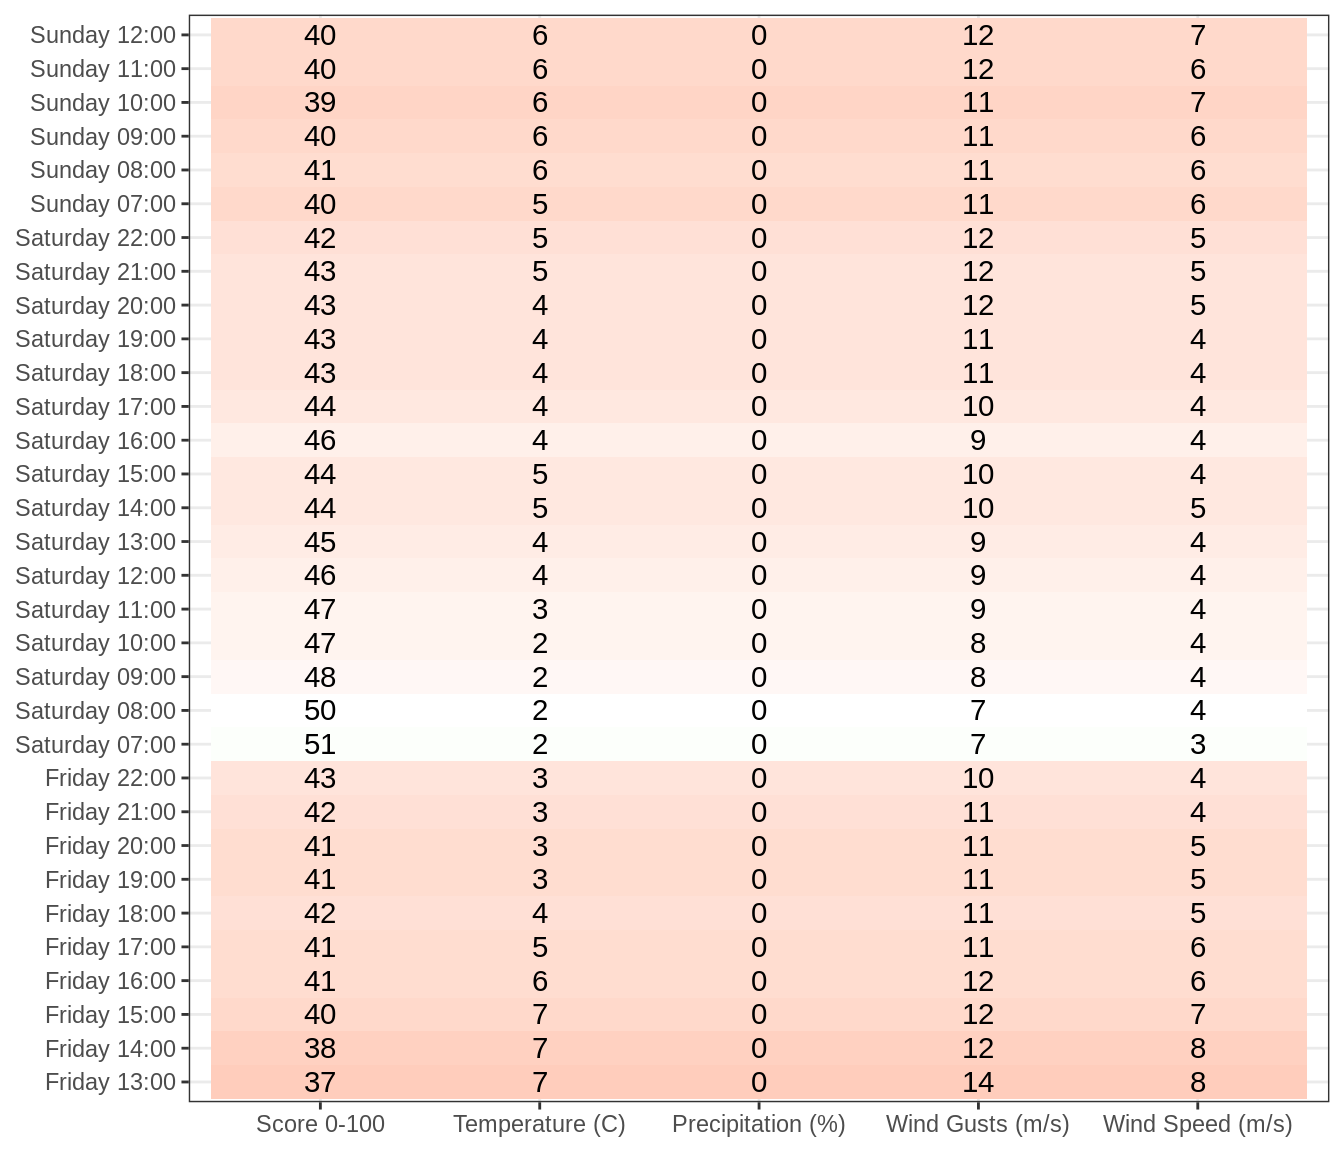 Sunday 12:00 40 6 0 12 7
Sunday 11:00 40 6 0 12 6
Sunday 10:00 39 6 0 11 7
Sunday 09:00 40 6 0 11 6
Sunday 08:00 41 6 0 11 6
Sunday 07:00 40 5 0 11 6
Saturday 22:00 42 5 0 12 5
Saturday 21:00 43 5 0 12 5
Saturday 20:00 43 4 0 12 5
Saturday 19:00 43 4 0 11 4
Saturday 18:00 43 4 0 11 4
Saturday 17:00 44 4 0 10 4
Saturday 16:00 46 4 0 9 4
Saturday 15:00 44 5 0 10 4
Saturday 14:00 44 5 0 10 5
Saturday 13:00 45 4 0 9 4
Saturday 12:00 46 4 0 9 4
Saturday 11:00 47 3 0 9 4
Saturday 10:00 47 2 0 8 4
Saturday 09:00 48 2 0 8 4
Saturday 08:00 50 2 0 7 4
Saturday 07:00 51 2 0 7 3
Friday 22:00 43 3 0 10 4
Friday 21:00 42 3 0 11 4
Friday 20:00 41 3 0 11 5
Friday 19:00 41 3 0 11 5
Friday 18:00 42 4 0 11 5
Friday 17:00 41 5 0 11 6
Friday 16:00 41 6 0 12 6
Friday 15:00 40 7 0 12 7
Friday 14:00 38 7 0 12 8
Friday 13:00 37 7 0 14 8
Score 0-100 Temperature (C) Precipitation (%) Wind Gusts (m/s) Wind Speed (m/s)